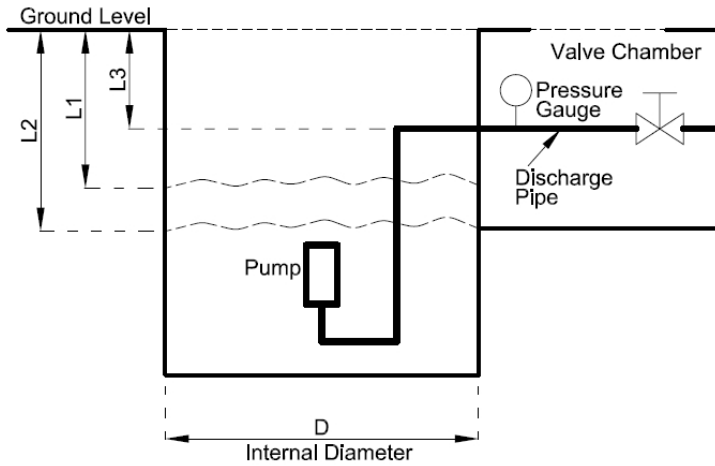 Ground Level
Valve Chamber
L3
L1
L2
Pressure
Gauge
Discharge
Pipe
Pump
D
Internal Diameter